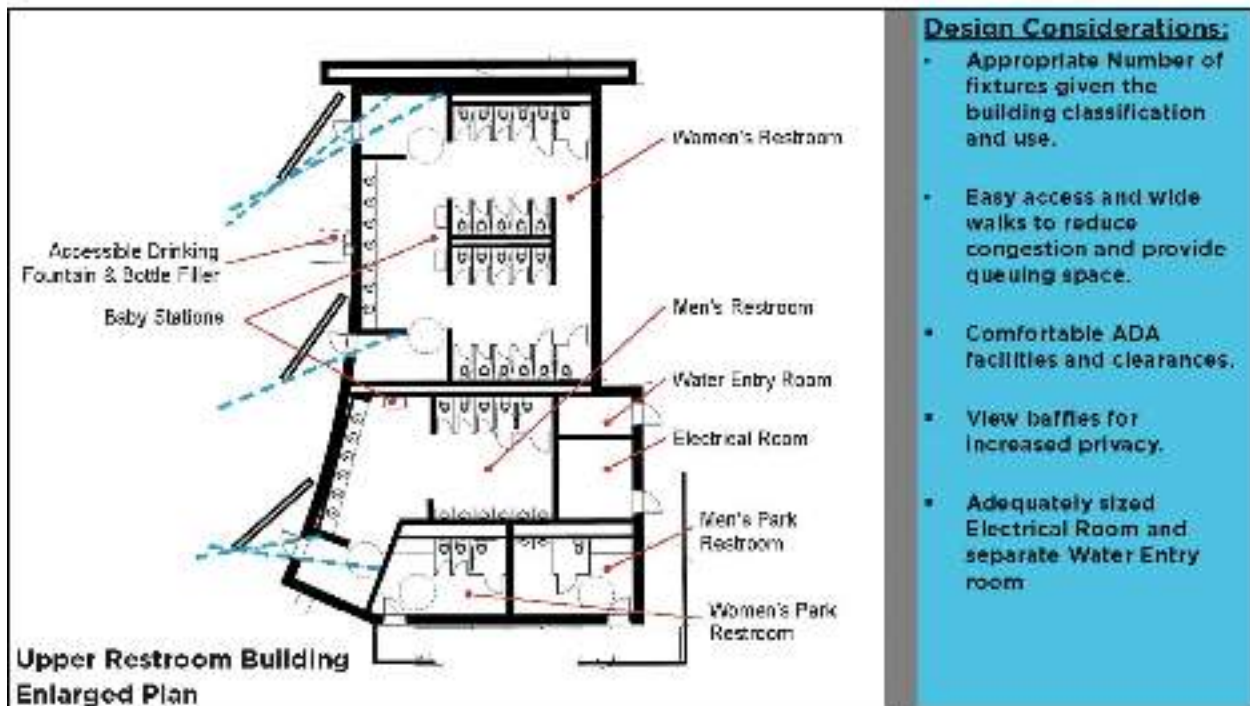 Women's Restroom
Accessible Drinking
Fountain & Bottle Filler
Baby Stations
Men's Restroom
Water Entry Room
Electrical Room
Men's Park
Restroom
Women's Park
Restroom
Upper Restroom Building
Enlarged Plan
Design Considerations:
• Appropriate Number of
fixtures given the
building classification
and use.
• Easy access and wide
walks to reduce
congestion and provide
queuing space.
• Comfortable ADA
facilities and clearances.
• View baffles for
increased privacy.
• Adequately sized
Electrical Room and
separate Water Entry
room